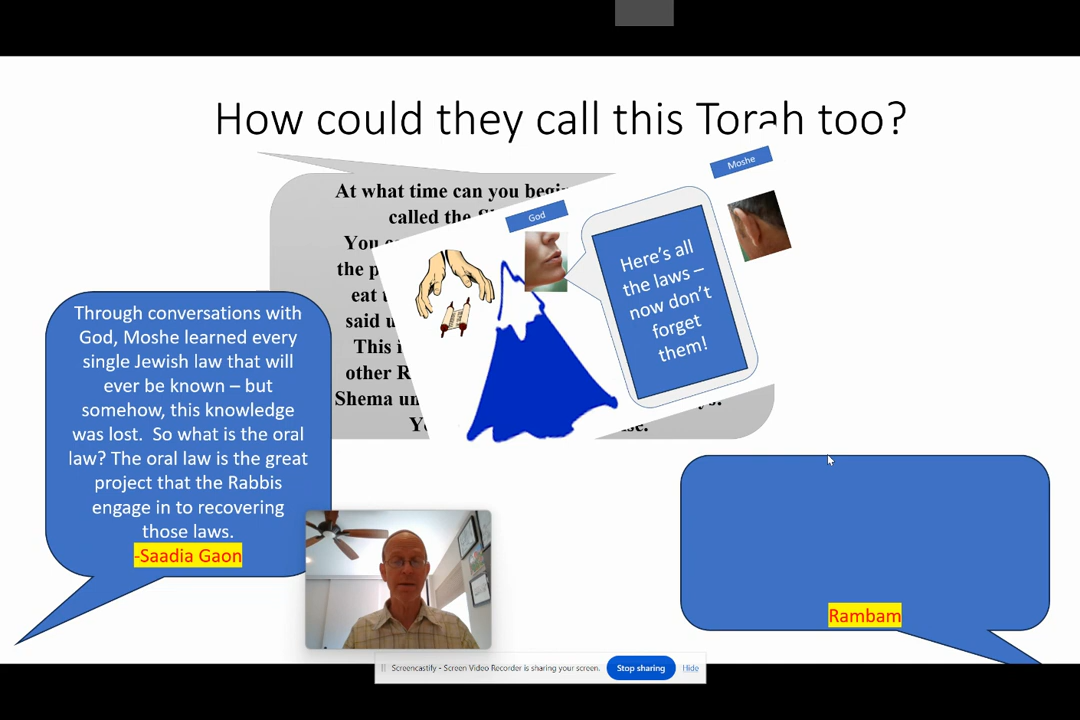 How could they call this Torah too?
Moshe
At what time can you begin
called the
God
You
the p
eat
said u
This i
other R
Shema un
ys.
Y
se.
Here's all
the laws –
now don't
forget
them!
Through conversations with
God, Moshe learned every
single Jewish law that will
ever be known – but
somehow, this knowledge
was lost. So what is the oral
law? The oral law is the great
project that the Rabbis
engage in to recovering
those laws.
-Saadia Gaon
Rambam
Screencastify - Screen Video Recorder is sharing your screen.
Stop sharing
Hide